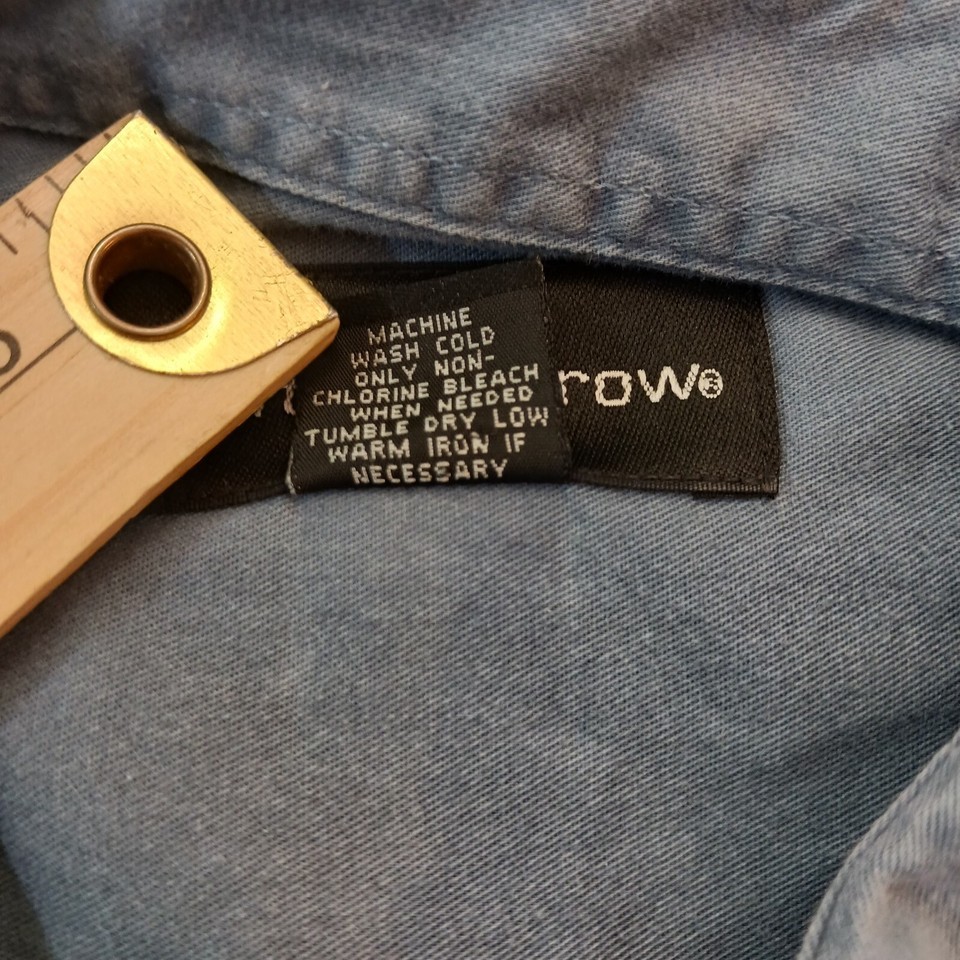 MACHINE
WASH COLD
ONLY NON-
CHLORINE BLEACH
WHEN NEEDED
TUMBLE DRY LOW
WARM IRON IF
NECESSARY
row®